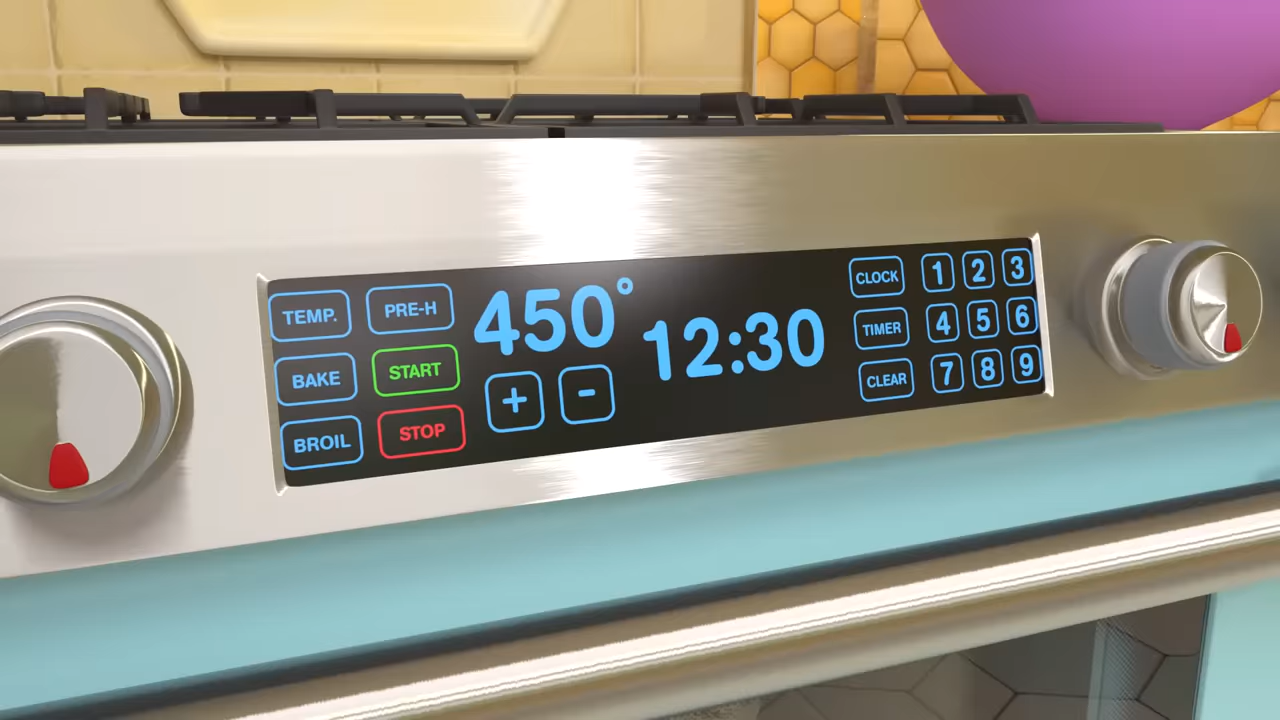 TEMP. PRE-H 450° 12:30 CLOCK 1 2 3
BAKE START + - TIMER 4 5 6
BROIL STOP CLEAR 7 8 9